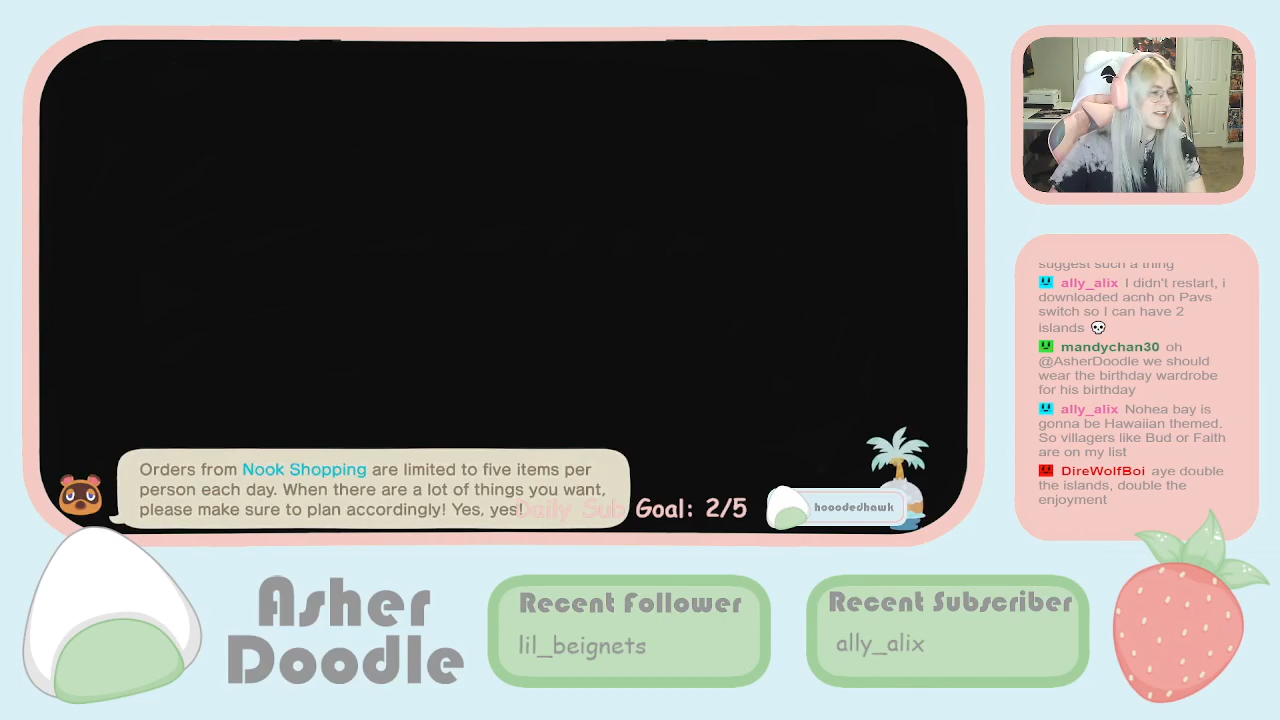 suggest such a thing
ally_alix I didn't restart, i
downloaded acnh on Pavs
switch so I can have 2
islands
mandychan30 oh
@AsherDoodle we should
wear the birthday wardrobe
for his birthday
ally_alix Nohea bay is
gonna be Hawaiian themed.
So villagers like Bud or Faith
are on my list
DireWolfBoi aye double
the islands, double the
enjoyment
Orders from Nook Shopping are limited to five items per
person each day. When there are a lot of things you want,
please make sure to plan accordingly! Yes, yes!
Daily Sub Goal: 2/5
hooodedhawk
Asher
Doodle
Recent Follower
lil_beignets
Recent Subscriber
ally_alix